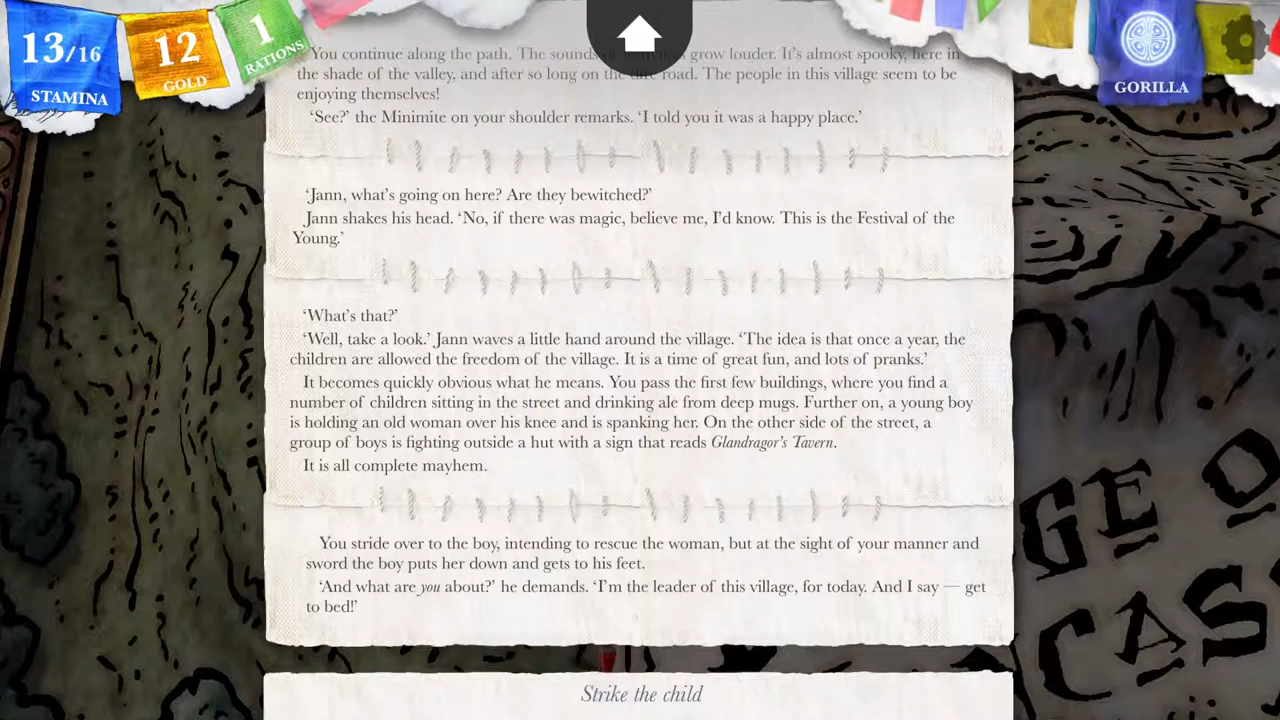 13/16
STAMINA
12
GOLD
1
RATIONS
GORILLA
You continue along the path. The sounds grow louder. It's almost spooky, here in
the shade of the valley, and after so long on the road. The people in this village seem to be
enjoying themselves!
‘See?’ the Minimite on your shoulder remarks. ‘I told you it was a happy place.’
‘Jann, what's going on here? Are they bewitched?’
Jann shakes his head. ‘No, if there was magic, believe me, I'd know. This is the Festival of the
Young.’
‘What's that?’
‘Well, take a look.’ Jann waves a little hand around the village. ‘The idea is that once a year, the
children are allowed the freedom of the village. It is a time of great fun, and lots of pranks.’
It becomes quickly obvious what he means. You pass the first few buildings, where you find a
number of children sitting in the street and drinking ale from deep mugs. Further on, a young boy
is holding an old woman over his knee and is spanking her. On the other side of the street, a
group of boys is fighting outside a hut with a sign that reads Glandragor's Tavern.
It is all complete mayhem.
You stride over to the boy, intending to rescue the woman, but at the sight of your manner and
sword the boy puts her down and gets to his feet.
‘And what are you about?’ he demands. ‘I'm the leader of this village, for today. And I say — get
to bed!’
GE O
CAS
Strike the child